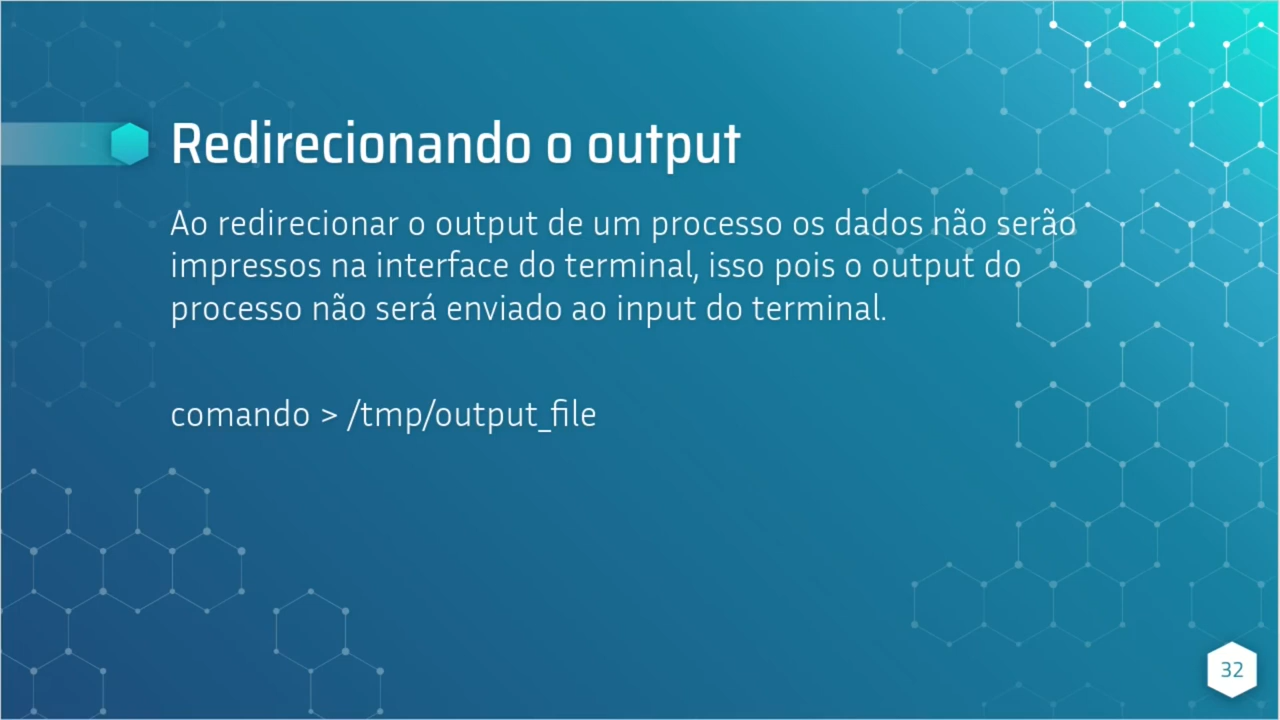 Redirecionando o output
Ao redirecionar o output de um processo os dados não serão
impressos na interface do terminal, isso pois o output do
processo não será enviado ao input do terminal.
comando > /tmp/output_file
32